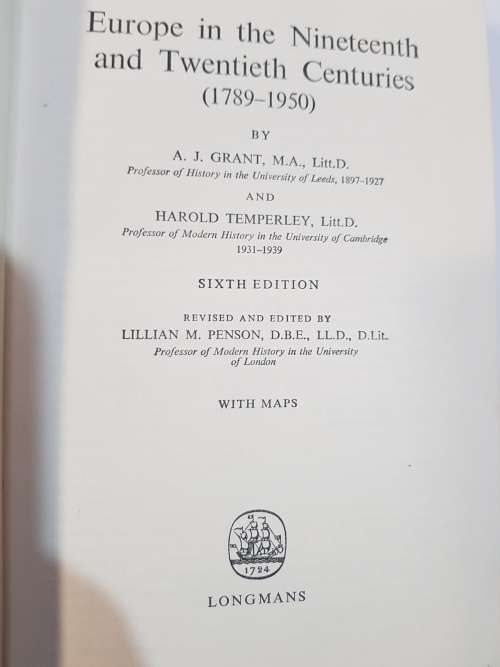 Europe in the Nineteenth
and Twentieth Centuries
(1789–1950)
BY
A. J. GRANT, M.A., Litt.D.
Professor of History in the University of Leeds, 1897–1927
AND
HAROLD TEMPERLEY, Litt.D.
Professor of Modern History in the University of Cambridge
1931–1939
SIXTH EDITION
REVISED AND EDITED BY
LILLIAN M. PENSON, D.B.E., LL.D., D.Lit.
Professor of Modern History in the University
of London
WITH MAPS
1724
LONGMANS